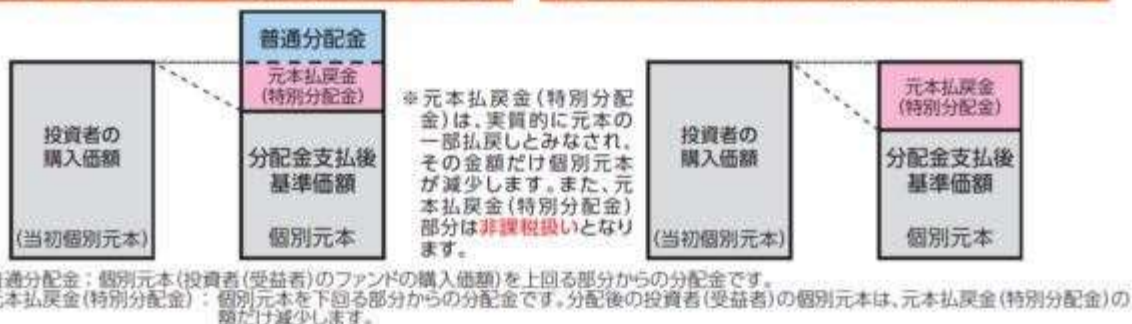 普通分配金
元本払戻金
(特別分配金)
投資者の
購入価額
(当初個別元本)
分配金支払後
基準価額
個別元本
※元本払戻金(特別分配
金)は、実質的に元本の
一部払戻しとみなされ、
その金額だけ個別元本
が減少します。また、元
本払戻金(特別分配金)
部分は非課税扱いとなり
ます。
投資者の
購入価額
(当初個別元本)
元本払戻金
(特別分配金)
分配金支払後
基準価額
個別元本
普通分配金:個別元本(投資者(受益者)のファンドの購入価額)を上回る部分からの分配金です。
元本払戻金(特別分配金):個別元本を下回る部分からの分配金です。分配後の投資者(受益者)の個別元本は、元本払戻金(特別分配金)の
額だけ減少します。